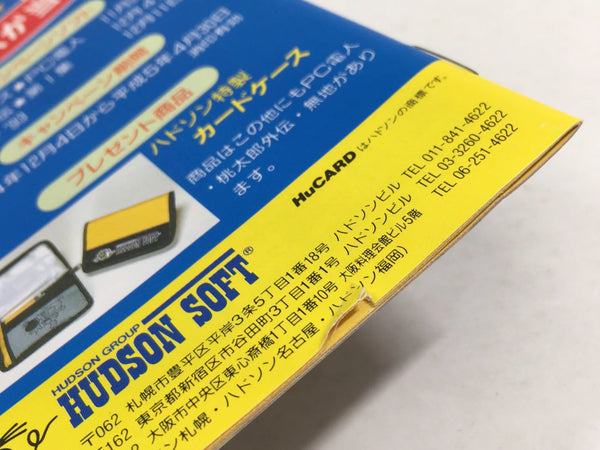 が当
キャンペーン期間
年12月4日から平成5年4月30日
消印有効
プレゼント商品
ハドソン特製
カードケース
商品はこの他にもPC電人
・桃太郎外伝・無地があり
ます。
HuCARD はハドソンの商標です。
HUDSON GROUP
HUDSON SOFT®
〒062 札幌市豊平区平岸3条5丁目1番18号 ハドソンビル TEL 011-841-4622
162 東京都新宿区市谷田町3丁目1番1号 ハドソンビル TEL 03-3260-4622
大阪市中央区東心斎橋1丁目1番10号 大阪料理会館ビル5階 TEL 06-251-4622
ン札幌・ハドソン名古屋・ハドソン福岡)